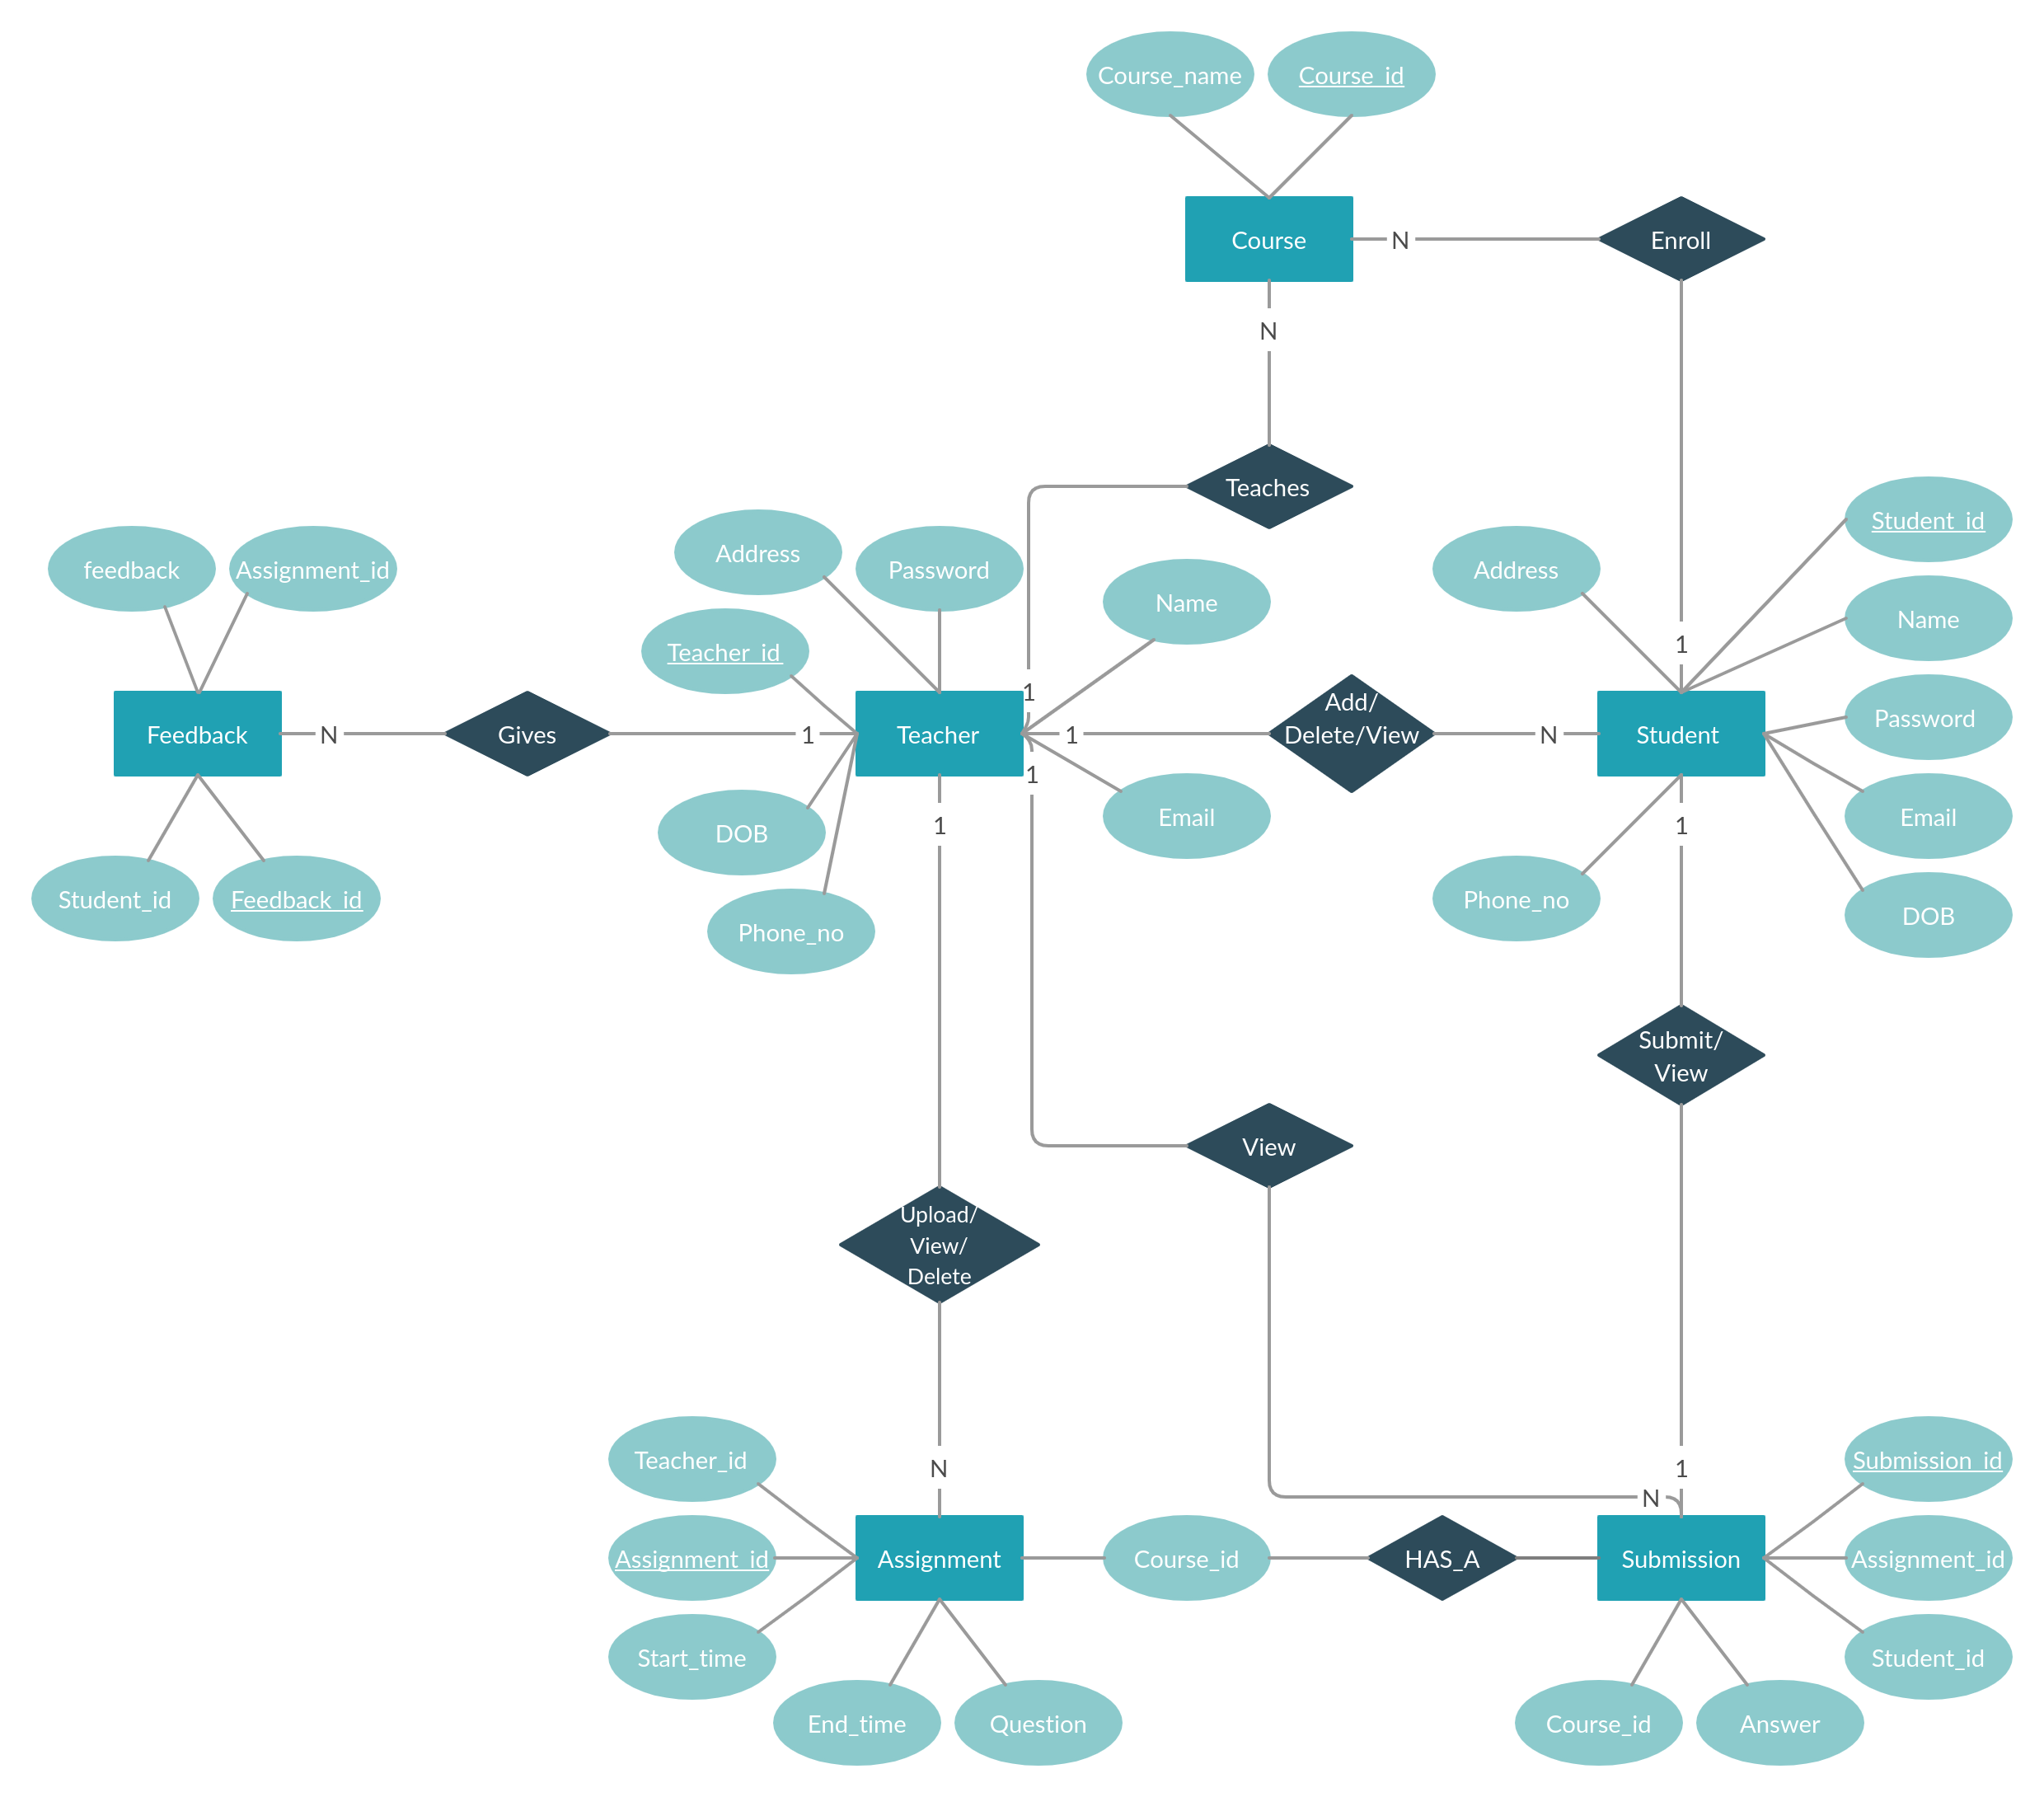 Course_name
Course_id
Course
N
Enroll
N
Teaches
Student_id
Address
Password
feedback
Assignment_id
Address
Name
Name
1
Teacher_id
1
Add/
Delete/View
Password
Feedback
N
Gives
1
Teacher
1
N
Student
1
Email
Email
DOB
1
1
Student_id
Feedback_id
Phone_no
DOB
Phone_no
Submit/
View
View
Upload/
View/
Delete
Teacher_id
N
1
Submission_id
N
Assignment_id
Assignment
Course_id
HAS_A
Submission
Assignment_id
Start_time
Student_id
End_time
Question
Course_id
Answer